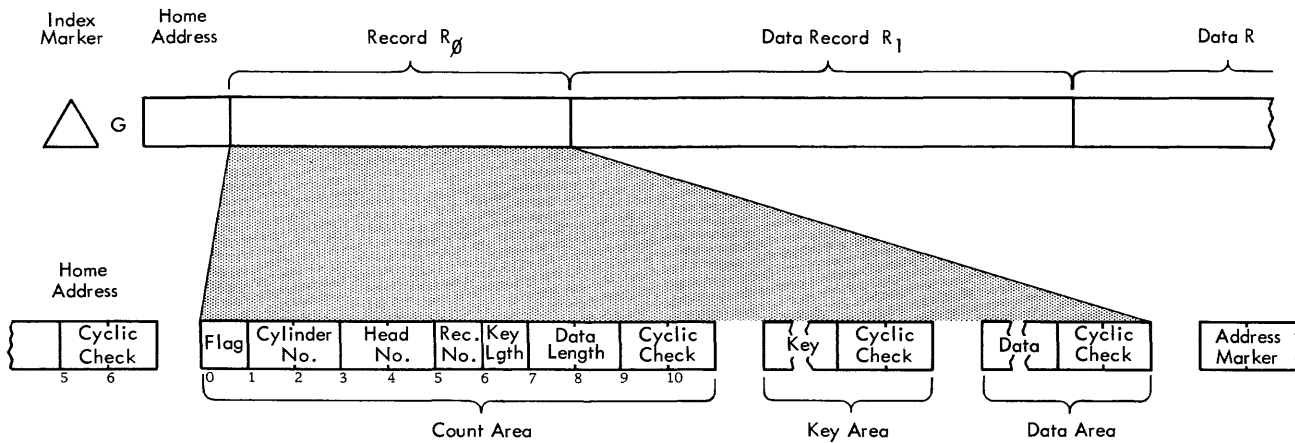 Index Marker
Home Address
Record R0̸
Data Record R1
Data R
G
Home Address
Cyclic Check
Flag
Cylinder No.
Head No.
Rec. No.
Key Lgth
Data Length
Cyclic Check
Key
Cyclic Check
Data
Cyclic Check
Address Marker
5 6
0 1 2 3 4 5 6 7 8 9 10
Count Area
Key Area
Data Area